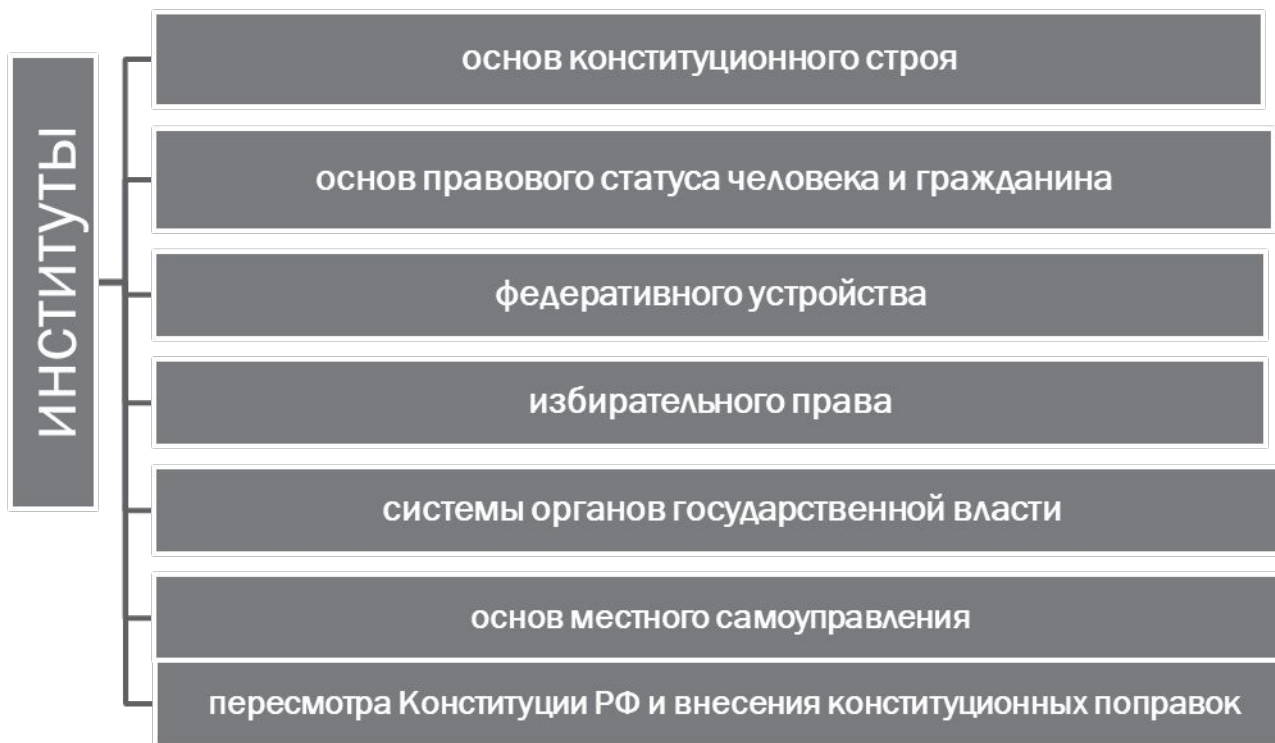 ИНСТИТУТЫ
основ конституционного строя
основ правового статуса человека и гражданина
федеративного устройства
избирательного права
системы органов государственной власти
основ местного самоуправления
пересмотра Конституции РФ и внесения конституционных поправок